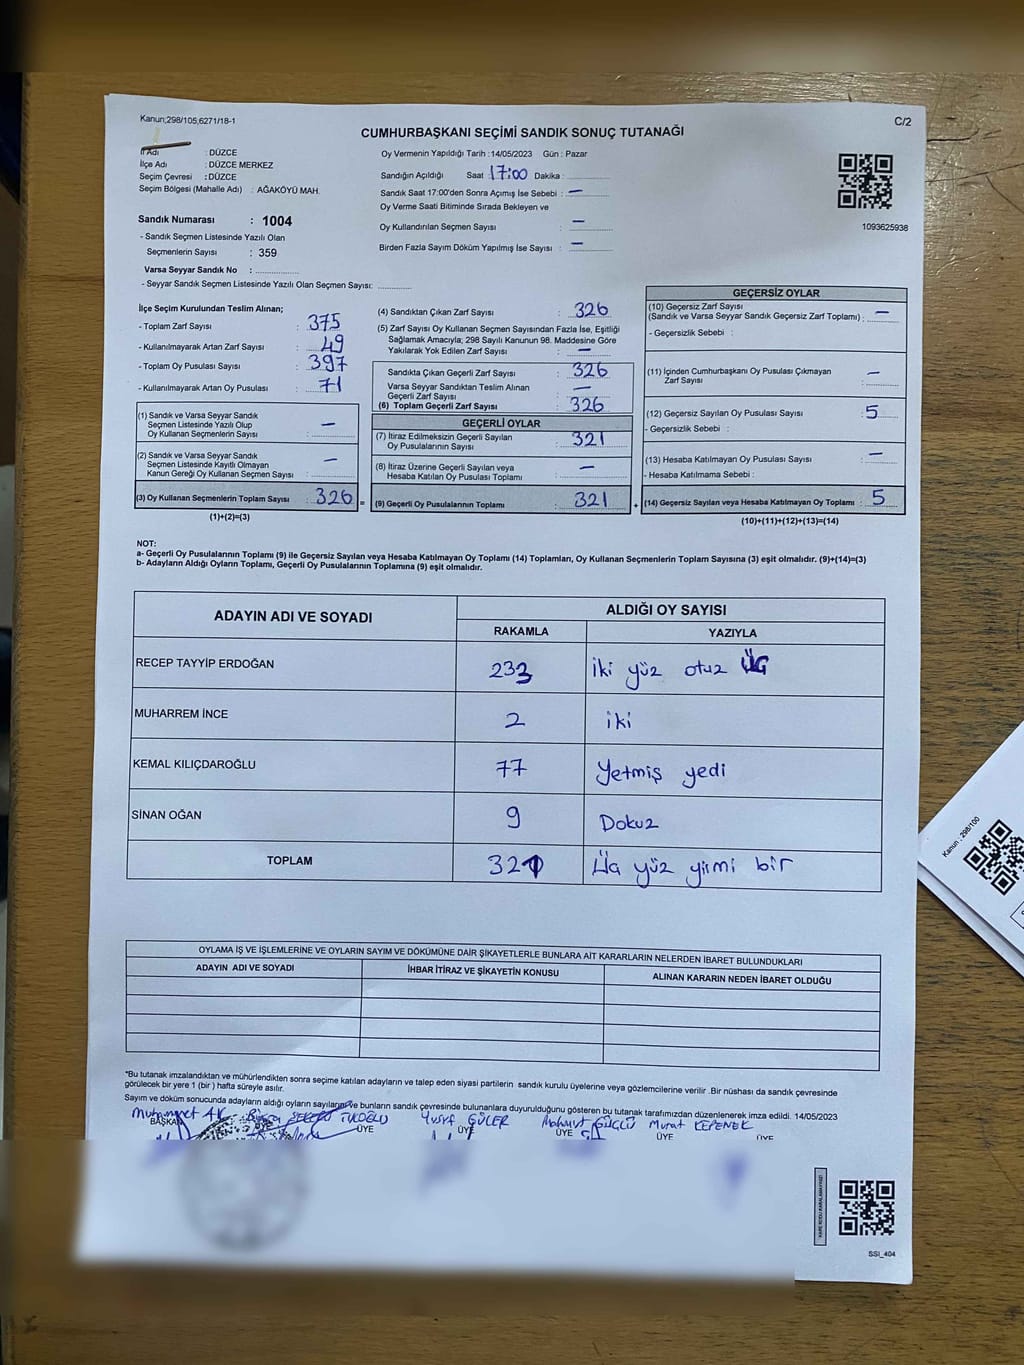 Kanun;298/105,6271/18-1
C/2
CUMHURBAŞKANI SEÇİMİ SANDIK SONUÇ TUTANAĞI
İl Adı : DÜZCE
İlçe Adı : DÜZCE MERKEZ
Seçim Çevresi : DÜZCE
Seçim Bölgesi (Mahalle Adı) : AĞAKÖYÜ MAH.
Sandık Numarası : 1004
- Sandık Seçmen Listesinde Yazılı Olan
Seçmenlerin Sayısı : 359
Varsa Seyyar Sandık No :
- Seyyar Sandık Seçmen Listesinde Yazılı Olan Seçmen Sayısı:
Oy Vermenin Yapıldığı Tarih :14/05/2023 Gün : Pazar
Sandığın Açıldığı Saat : 17:00 Dakika :
Sandık Saat 17:00'den Sonra Açımış İse Sebebi : —
Oy Verme Saati Bitiminde Sırada Bekleyen ve
Oy Kullandırılan Seçmen Sayısı : —
Birden Fazla Sayım Döküm Yapılmış İse Sayısı : —
1093625938
İlçe Seçim Kurulundan Teslim Alınan;
- Toplam Zarf Sayısı : 375
- Kullanılmayarak Artan Zarf Sayısı : 49
- Toplam Oy Pusulası Sayısı : 397
- Kullanılmayarak Artan Oy Pusulası : 71
(1) Sandık ve Varsa Seyyar Sandık
Seçmen Listesinde Yazılı Olup
Oy Kullanan Seçmenlerin Sayısı : —
(2) Sandık ve Varsa Seyyar Sandık
Seçmen Listesinde Kayıtlı Olmayan
Kanun Gereği Oy Kullanan Seçmen Sayısı : —
(3) Oy Kullanan Seçmenlerin Toplam Sayısı : 326
(1)+(2)=(3)
=
(4) Sandıktan Çıkan Zarf Sayısı : 326
(5) Zarf Sayısı Oy Kullanan Seçmen Sayısından Fazla İse, Eşitliği
Sağlamak Amacıyla; 298 Sayılı Kanunun 98. Maddesine Göre
Yakılarak Yok Edilen Zarf Sayısı : —
Sandıkta Çıkan Geçerli Zarf Sayısı : 326
Varsa Seyyar Sandıktan Teslim Alınan
Geçerli Zarf Sayısı : —
(6) Toplam Geçerli Zarf Sayısı : 326
GEÇERLİ OYLAR
(7) İtiraz Edilmeksizin Geçerli Sayılan
Oy Pusulalarının Sayısı : 321
(8) İtiraz Üzerine Geçerli Sayılan veya
Hesaba Katılan Oy Pusulası Toplamı : —
(9) Geçerli Oy Pusulalarının Toplamı : 321
+
GEÇERSİZ OYLAR
(10) Geçersiz Zarf Sayısı
(Sandık ve Varsa Seyyar Sandık Geçersiz Zarf Toplamı) : —
- Geçersizlik Sebebi :
(11) İçinden Cumhurbaşkanı Oy Pusulası Çıkmayan
Zarf Sayısı : —
(12) Geçersiz Sayılan Oy Pusulası Sayısı : 5
- Geçersizlik Sebebi :
(13) Hesaba Katılmayan Oy Pusulası Sayısı : —
- Hesaba Katılmama Sebebi :
(14) Geçersiz Sayılan veya Hesaba Katılmayan Oy Toplamı : 5
(10)+(11)+(12)+(13)=(14)
NOT:
a- Geçerli Oy Pusulalarının Toplamı (9) ile Geçersiz Sayılan veya Hesaba Katılmayan Oy Toplamı (14) Toplamları, Oy Kullanan Seçmenlerin Toplam Sayısına (3) eşit olmalıdır. (9)+(14)=(3)
b- Adayların Aldığı Oyların Toplamı, Geçerli Oy Pusulalarının Toplamına (9) eşit olmalıdır.
ADAYIN ADI VE SOYADI ALDIĞI OY SAYISI
RAKAMLA YAZIYLA
RECEP TAYYİP ERDOĞAN 233 iki yüz otuz ÜÇ
MUHARREM İNCE 2 iki
KEMAL KILIÇDAROĞLU 77 Yetmiş yedi
SİNAN OĞAN 9 Dokuz
TOPLAM 321 Üç yüz yirmi bir
OYLAMA İŞ VE İŞLEMLERİNE VE OYLARIN SAYIM VE DÖKÜMÜNE DAİR ŞİKAYETLERLE BUNLARA AİT KARARLARIN NELERDEN İBARET BULUNDUKLARI
ADAYIN ADI VE SOYADI İHBAR İTİRAZ VE ŞİKAYETİN KONUSU ALINAN KARARIN NEDEN İBARET OLDUĞU
*Bu tutanak imzalandıktan ve mühürlendikten sonra seçime katılan adayların ve talep eden siyasi partilerin sandık kurulu üyelerine veya gözlemcilerine verilir .Bir nüshası da sandık çevresinde
görülecek bir yere 1 (bir ) hafta süreyle asılır.
Sayım ve döküm sonucunda adayların aldığı oyların sayılarını ve bunların sandık çevresinde bulunanlara duyurulduğunu gösteren bu tutanak tarafımızdan düzenlenerek imza edildi. 14/05/2023
Muhammet AK Yusuf GÜLER Mahmut GÜÇLÜ Murat KEPENEK
BAŞKAN ÜYE ÜYE ÜYE ÜYE ÜYE
SSI_404
Kanun : 298/100